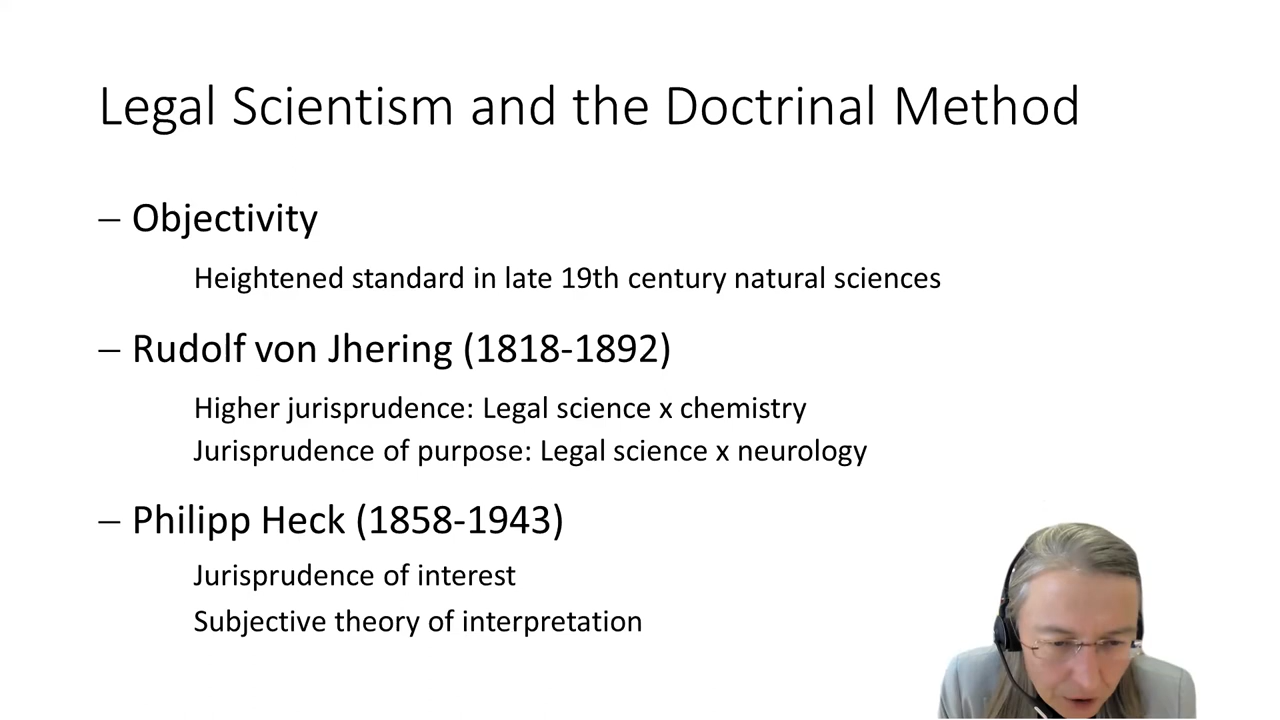 Legal Scientism and the Doctrinal Method
– Objectivity
Heightened standard in late 19th century natural sciences
– Rudolf von Jhering (1818-1892)
Higher jurisprudence: Legal science x chemistry
Jurisprudence of purpose: Legal science x neurology
– Philipp Heck (1858-1943)
Jurisprudence of interest
Subjective theory of interpretation